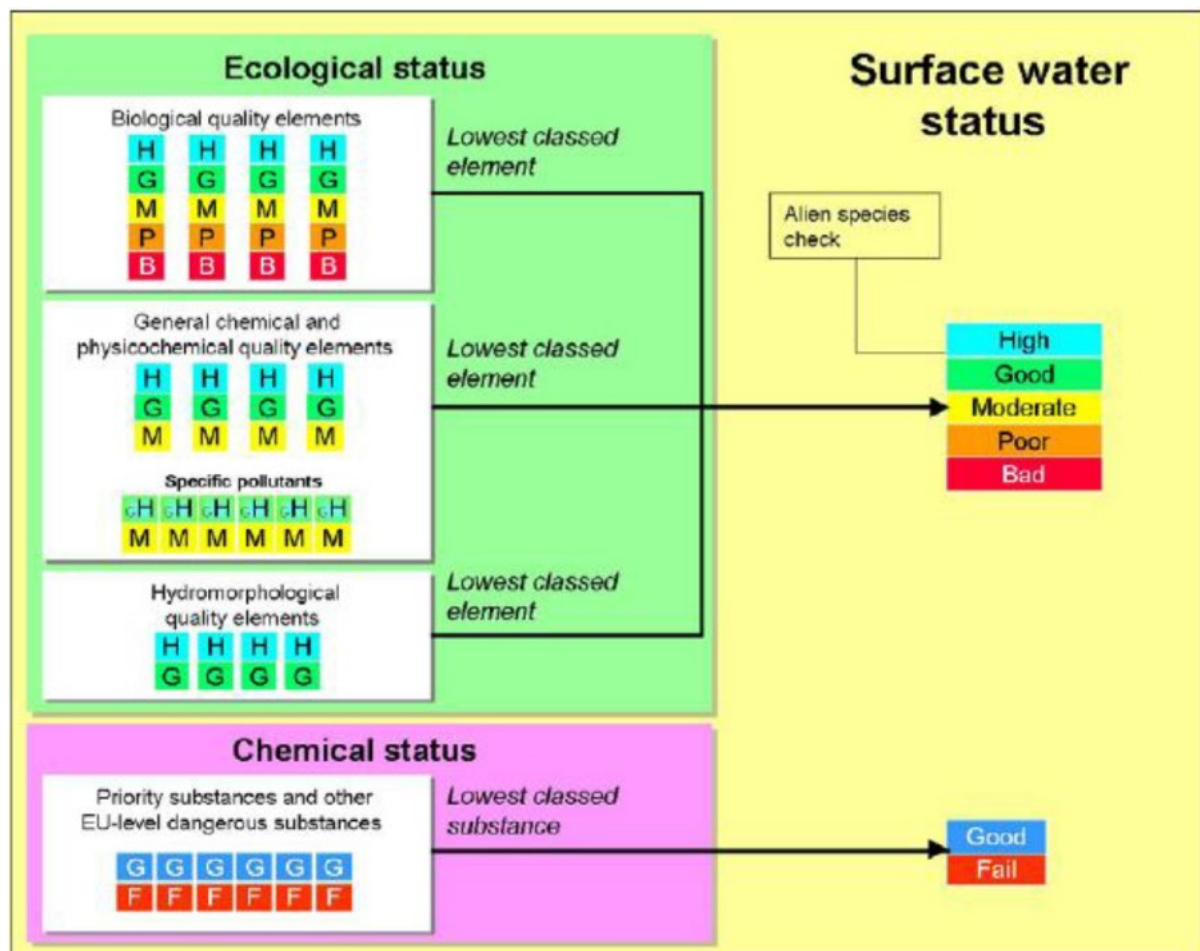 Ecological status
Surface water
status
Biological quality elements
H H H H
G G G G
M M M M
P P P P
B B B B
Lowest classed
element
Alien species
check
General chemical and
physicochemical quality elements
H H H H
G G G G
M M M M
Lowest classed
element
High
Good
Moderate
Poor
Bad
Specific pollutants
GH GH GH GH GH GH
M M M M M M
Hydromorphological
quality elements
H H H H
G G G G
Lowest classed
element
Chemical status
Priority substances and other
EU-level dangerous substances
G G G G G G
F F F F F F
Lowest classed
substance
Good
Fail